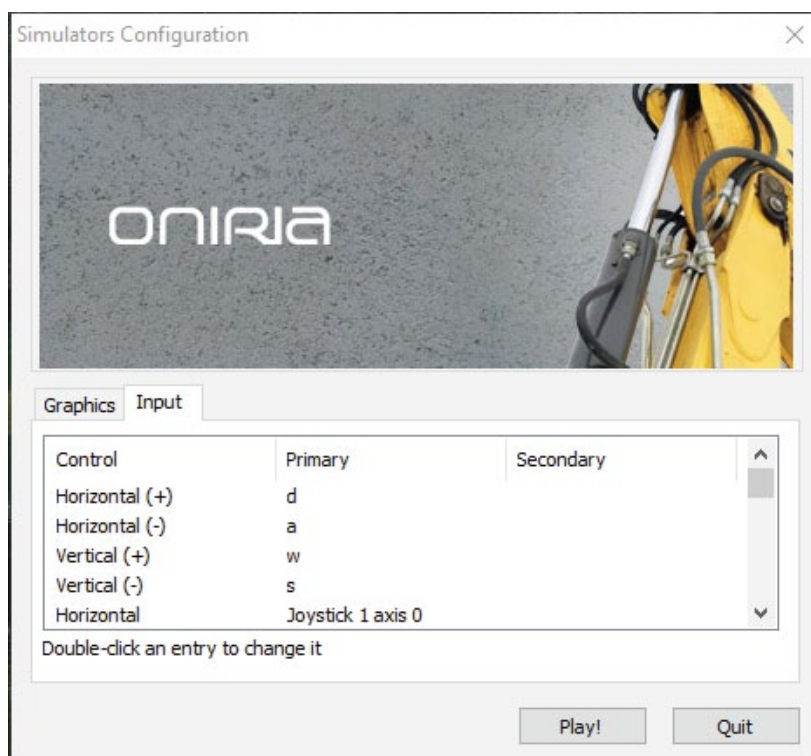 Simulators Configuration
ONIRIA
Graphics Input
Control Primary Secondary
Horizontal (+) d
Horizontal (-) a
Vertical (+) w
Vertical (-) s
Horizontal Joystick 1 axis 0
Double-click an entry to change it
Play! Quit